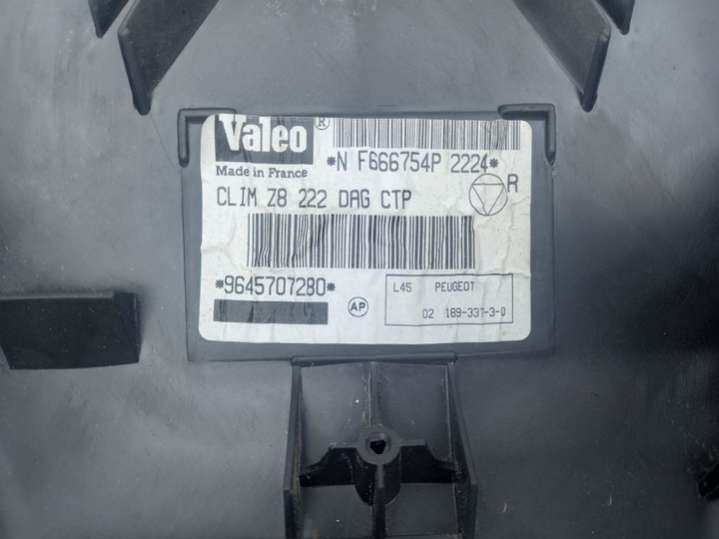 Valeo ®
*N F666754P 2224*
Made in France
R
CLIM Z8 222 DAG CTP
*9645707280*
AP
L45 PEUGEOT
02 189-337-3-0